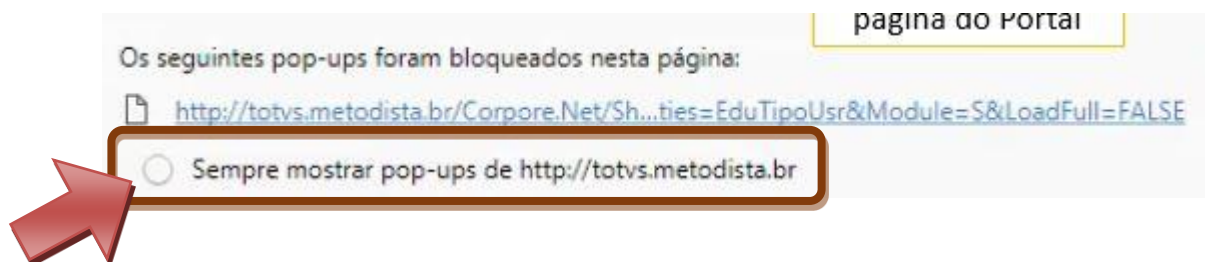 página do Portal
Os seguintes pop-ups foram bloqueados nesta página:
http://totvs.metodista.br/Corpore.Net/Sh...ties=EduTipoUsr&Module=S&LoadFull=FALSE
Sempre mostrar pop-ups de http://totvs.metodista.br